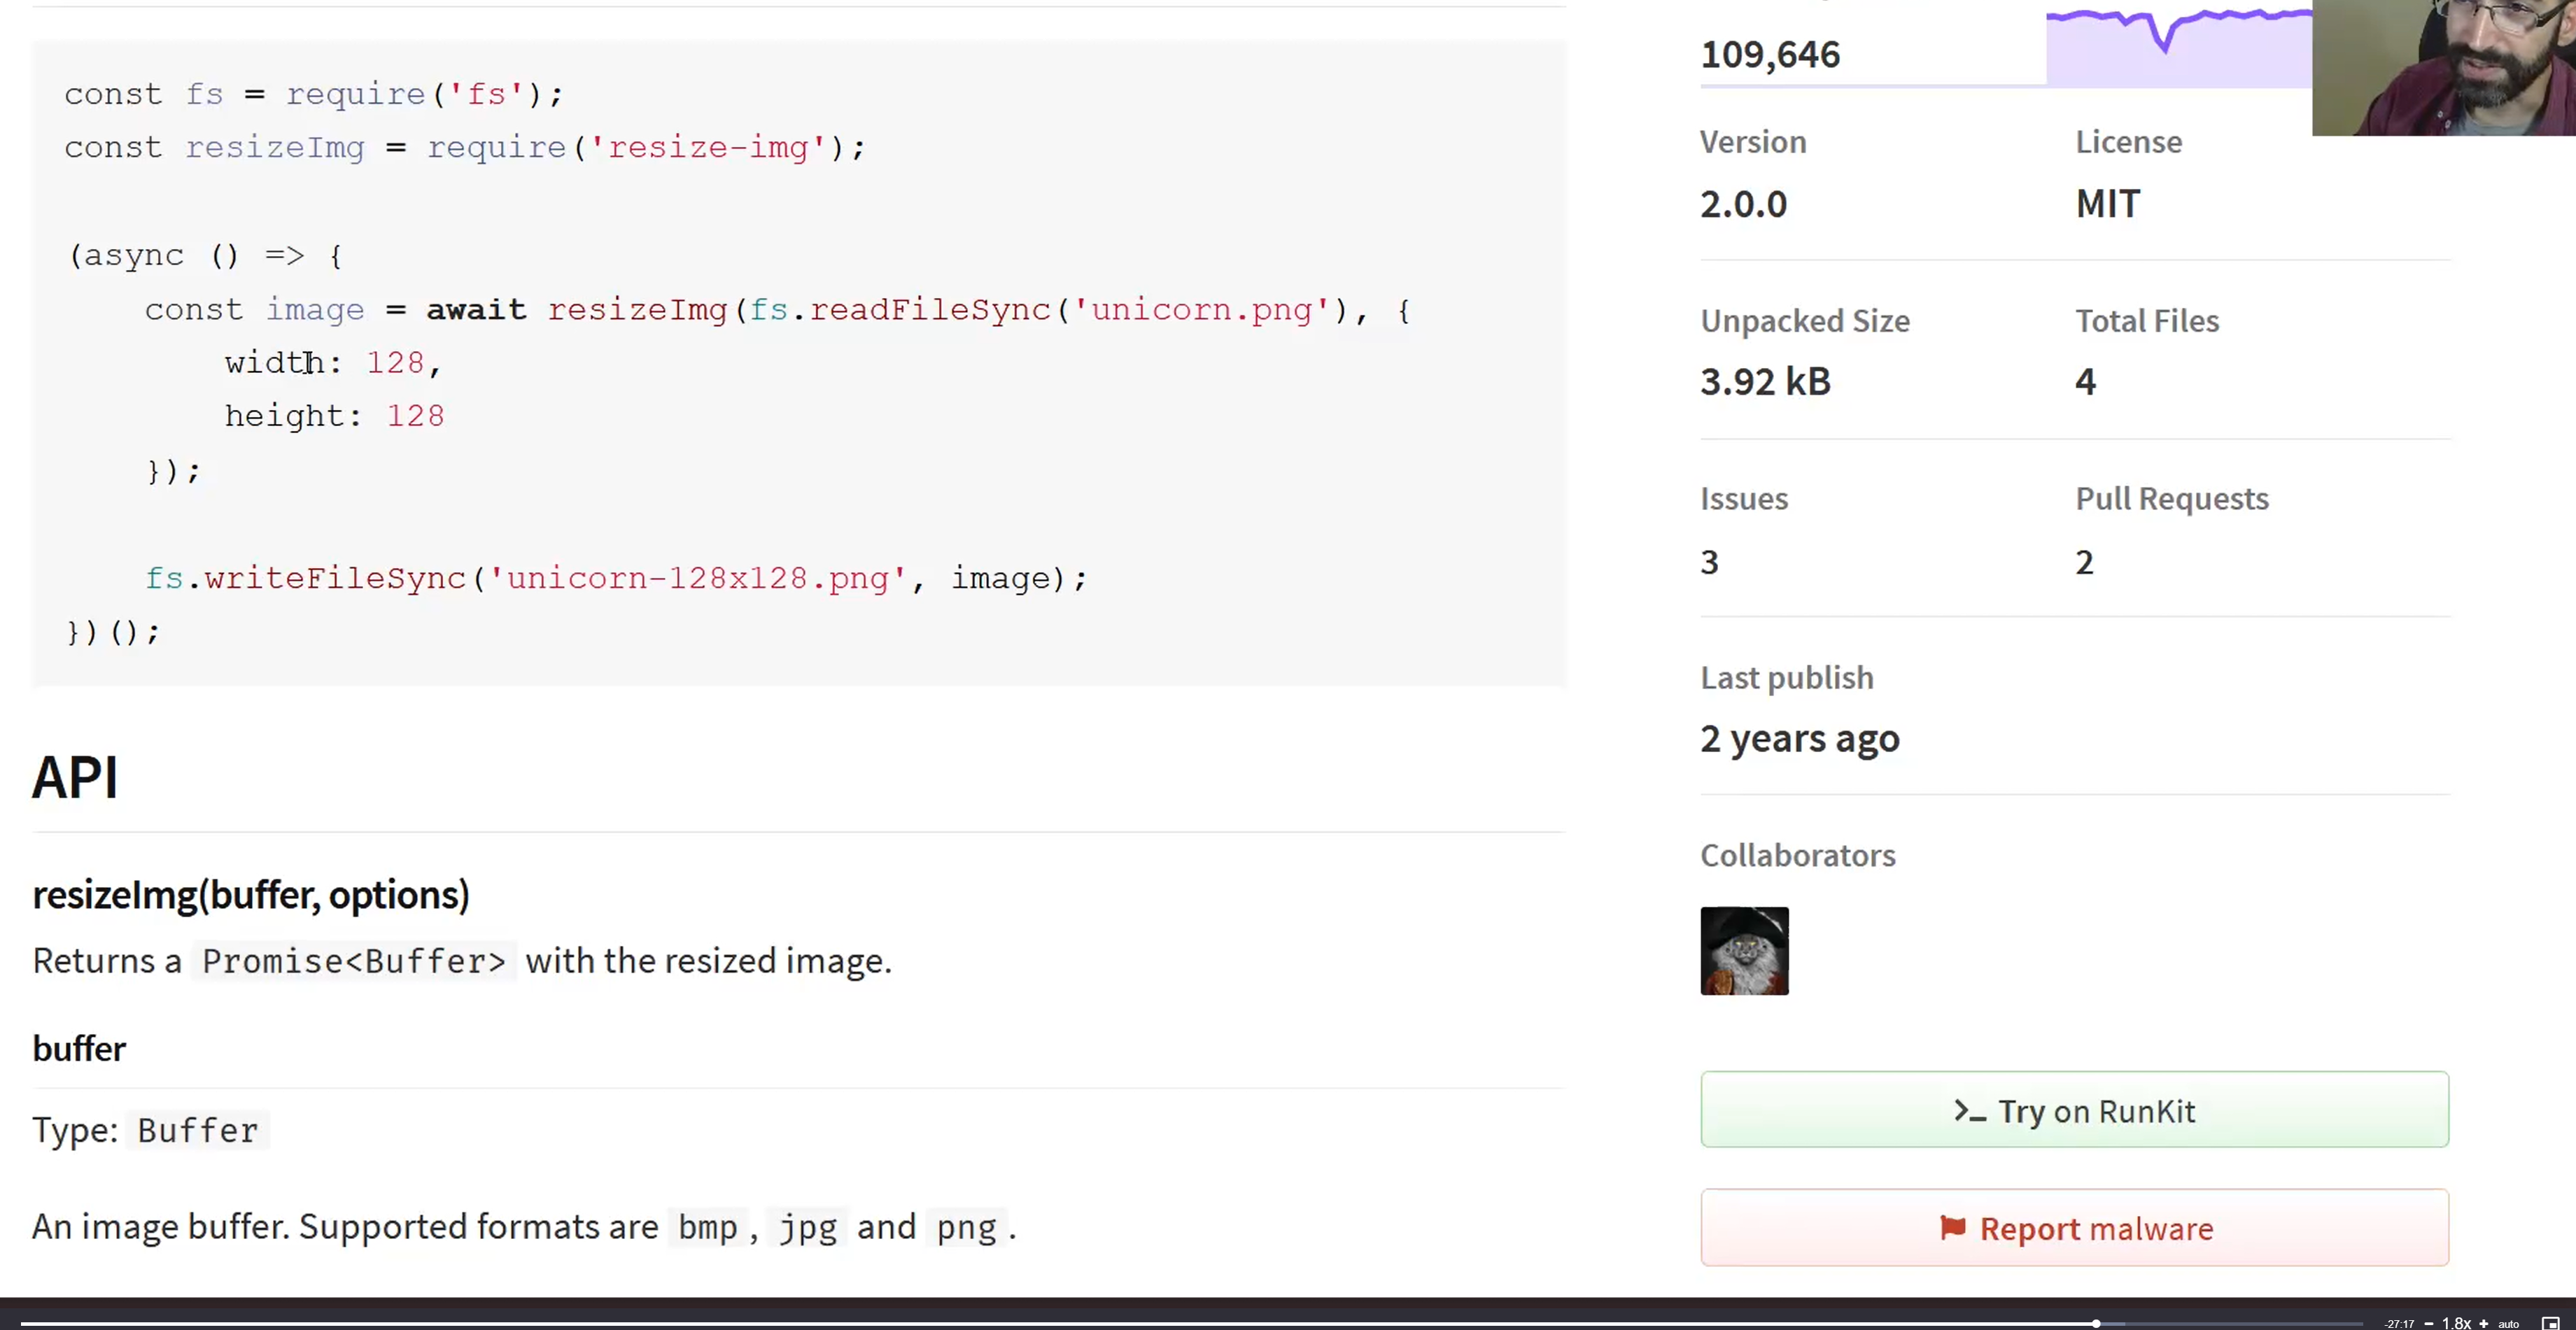 const fs = require('fs');
const resizeImg = require('resize-img');
(async () => {
const image = await resizeImg(fs.readFileSync('unicorn.png'), {
width: 128,
height: 128
});
fs.writeFileSync('unicorn-128x128.png', image);
})();
API
resizeImg(buffer, options)
Returns a Promise<Buffer> with the resized image.
buffer
Type: Buffer
An image buffer. Supported formats are bmp, jpg and png.
109,646
Version
License
2.0.0
MIT
Unpacked Size
Total Files
3.92 kB
4
Issues
Pull Requests
3
2
Last publish
2 years ago
Collaborators
>_ Try on RunKit
Report malware
-27:17 − 1.8x + auto